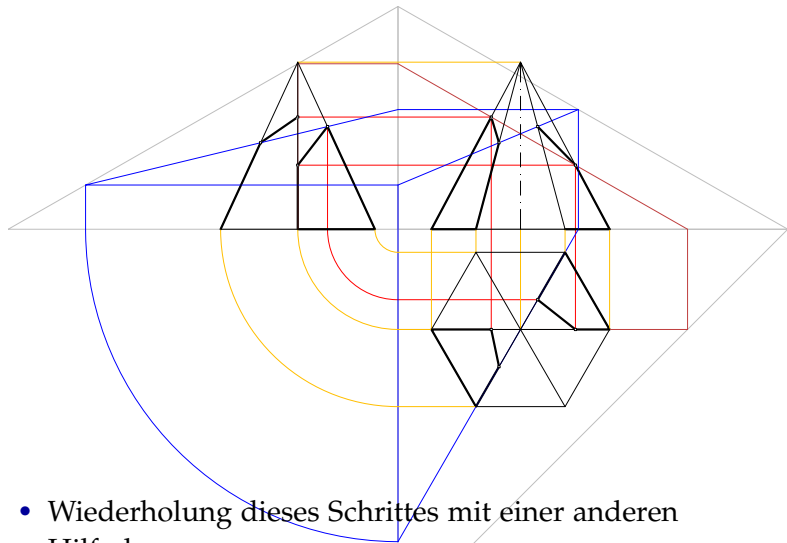 • Wiederholung dieses Schrittes mit einer anderen